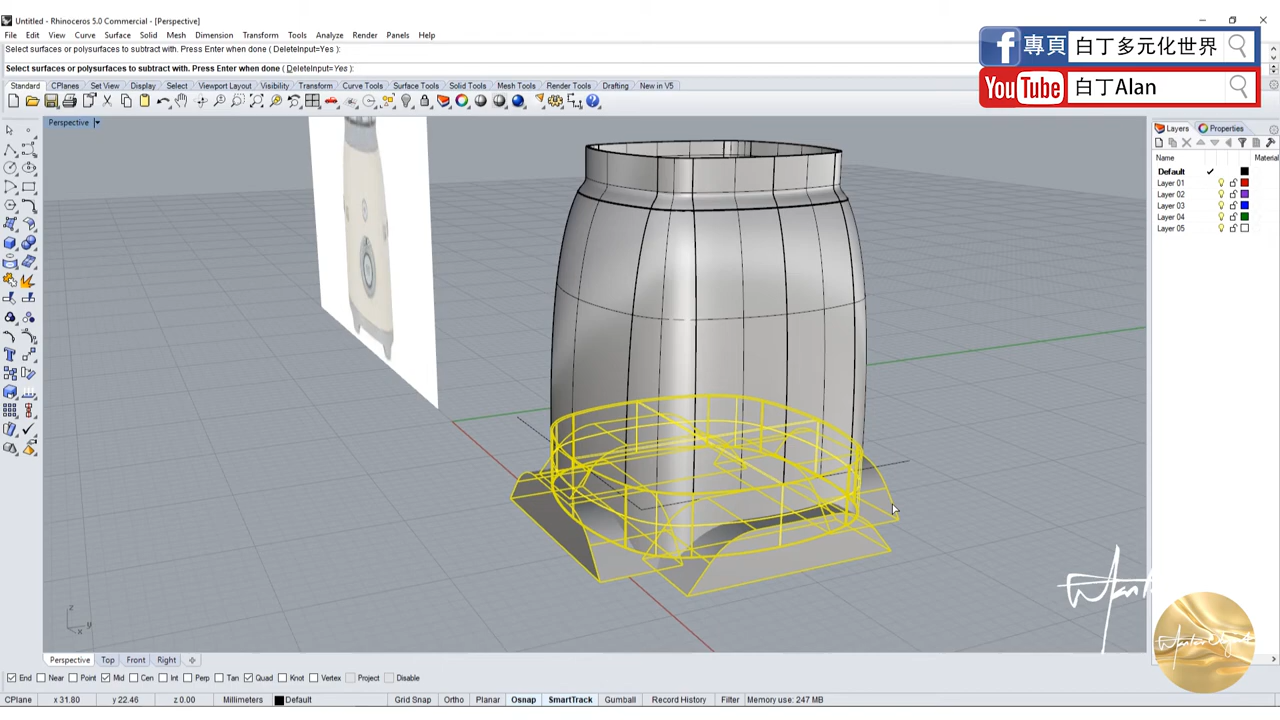 Untitled - Rhinoceros 5.0 Commercial - [Perspective]
File Edit View Curve Surface Solid Mesh Dimension Transform Tools Analyze Render Panels Help
Select surfaces or polysurfaces to subtract with. Press Enter when done ( DeleteInput=Yes ):
Select surfaces or polysurfaces to subtract with. Press Enter when done ( DeleteInput=Yes ):
專頁 白丁多元化世界
YouTube 白丁Alan
Standard CPlanes Set View Display Select Viewport Layout Visibility Transform Curve Tools Surface Tools Solid Tools Mesh Tools Render Tools Drafting New in V5
Perspective
Layers Properties
Name Material
Default
Layer 01
Layer 02
Layer 03
Layer 04
Layer 05
z
y
x
Perspective Top Front Right
End Near Point Mid Cen Int Perp Tan Quad Knot Vertex Project Disable
CPlane x 31.80 y 22.46 z 0.00 Millimeters Default Grid Snap Ortho Planar Osnap SmartTrack Gumball Record History Filter Memory use: 247 MB